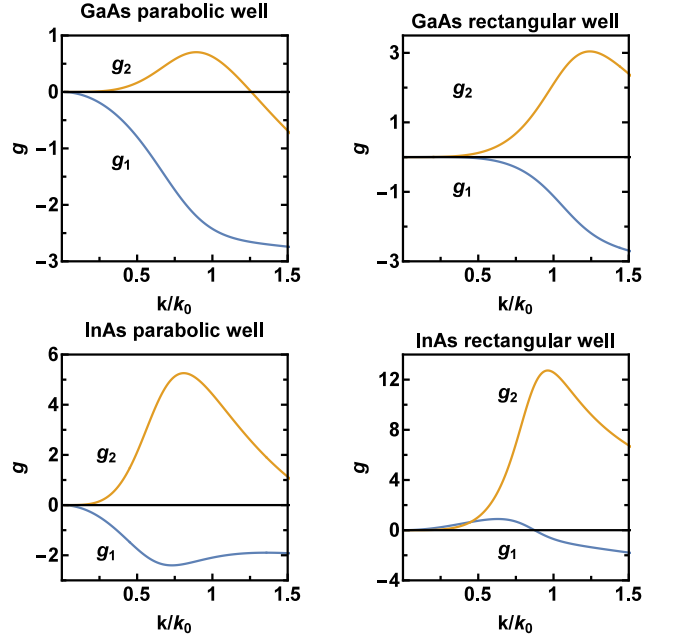 GaAs parabolic well
1
0
−1
−2
−3
g
g2
g1
0.5
1
1.5
k/k0
GaAs rectangular well
3
1
−1
−3
g
g2
g1
0.5
1
1.5
k/k0
InAs parabolic well
6
4
2
0
−2
g
g2
g1
0.5
1
1.5
k/k0
InAs rectangular well
12
8
4
0
−4
g
g2
g1
0.5
1
1.5
k/k0